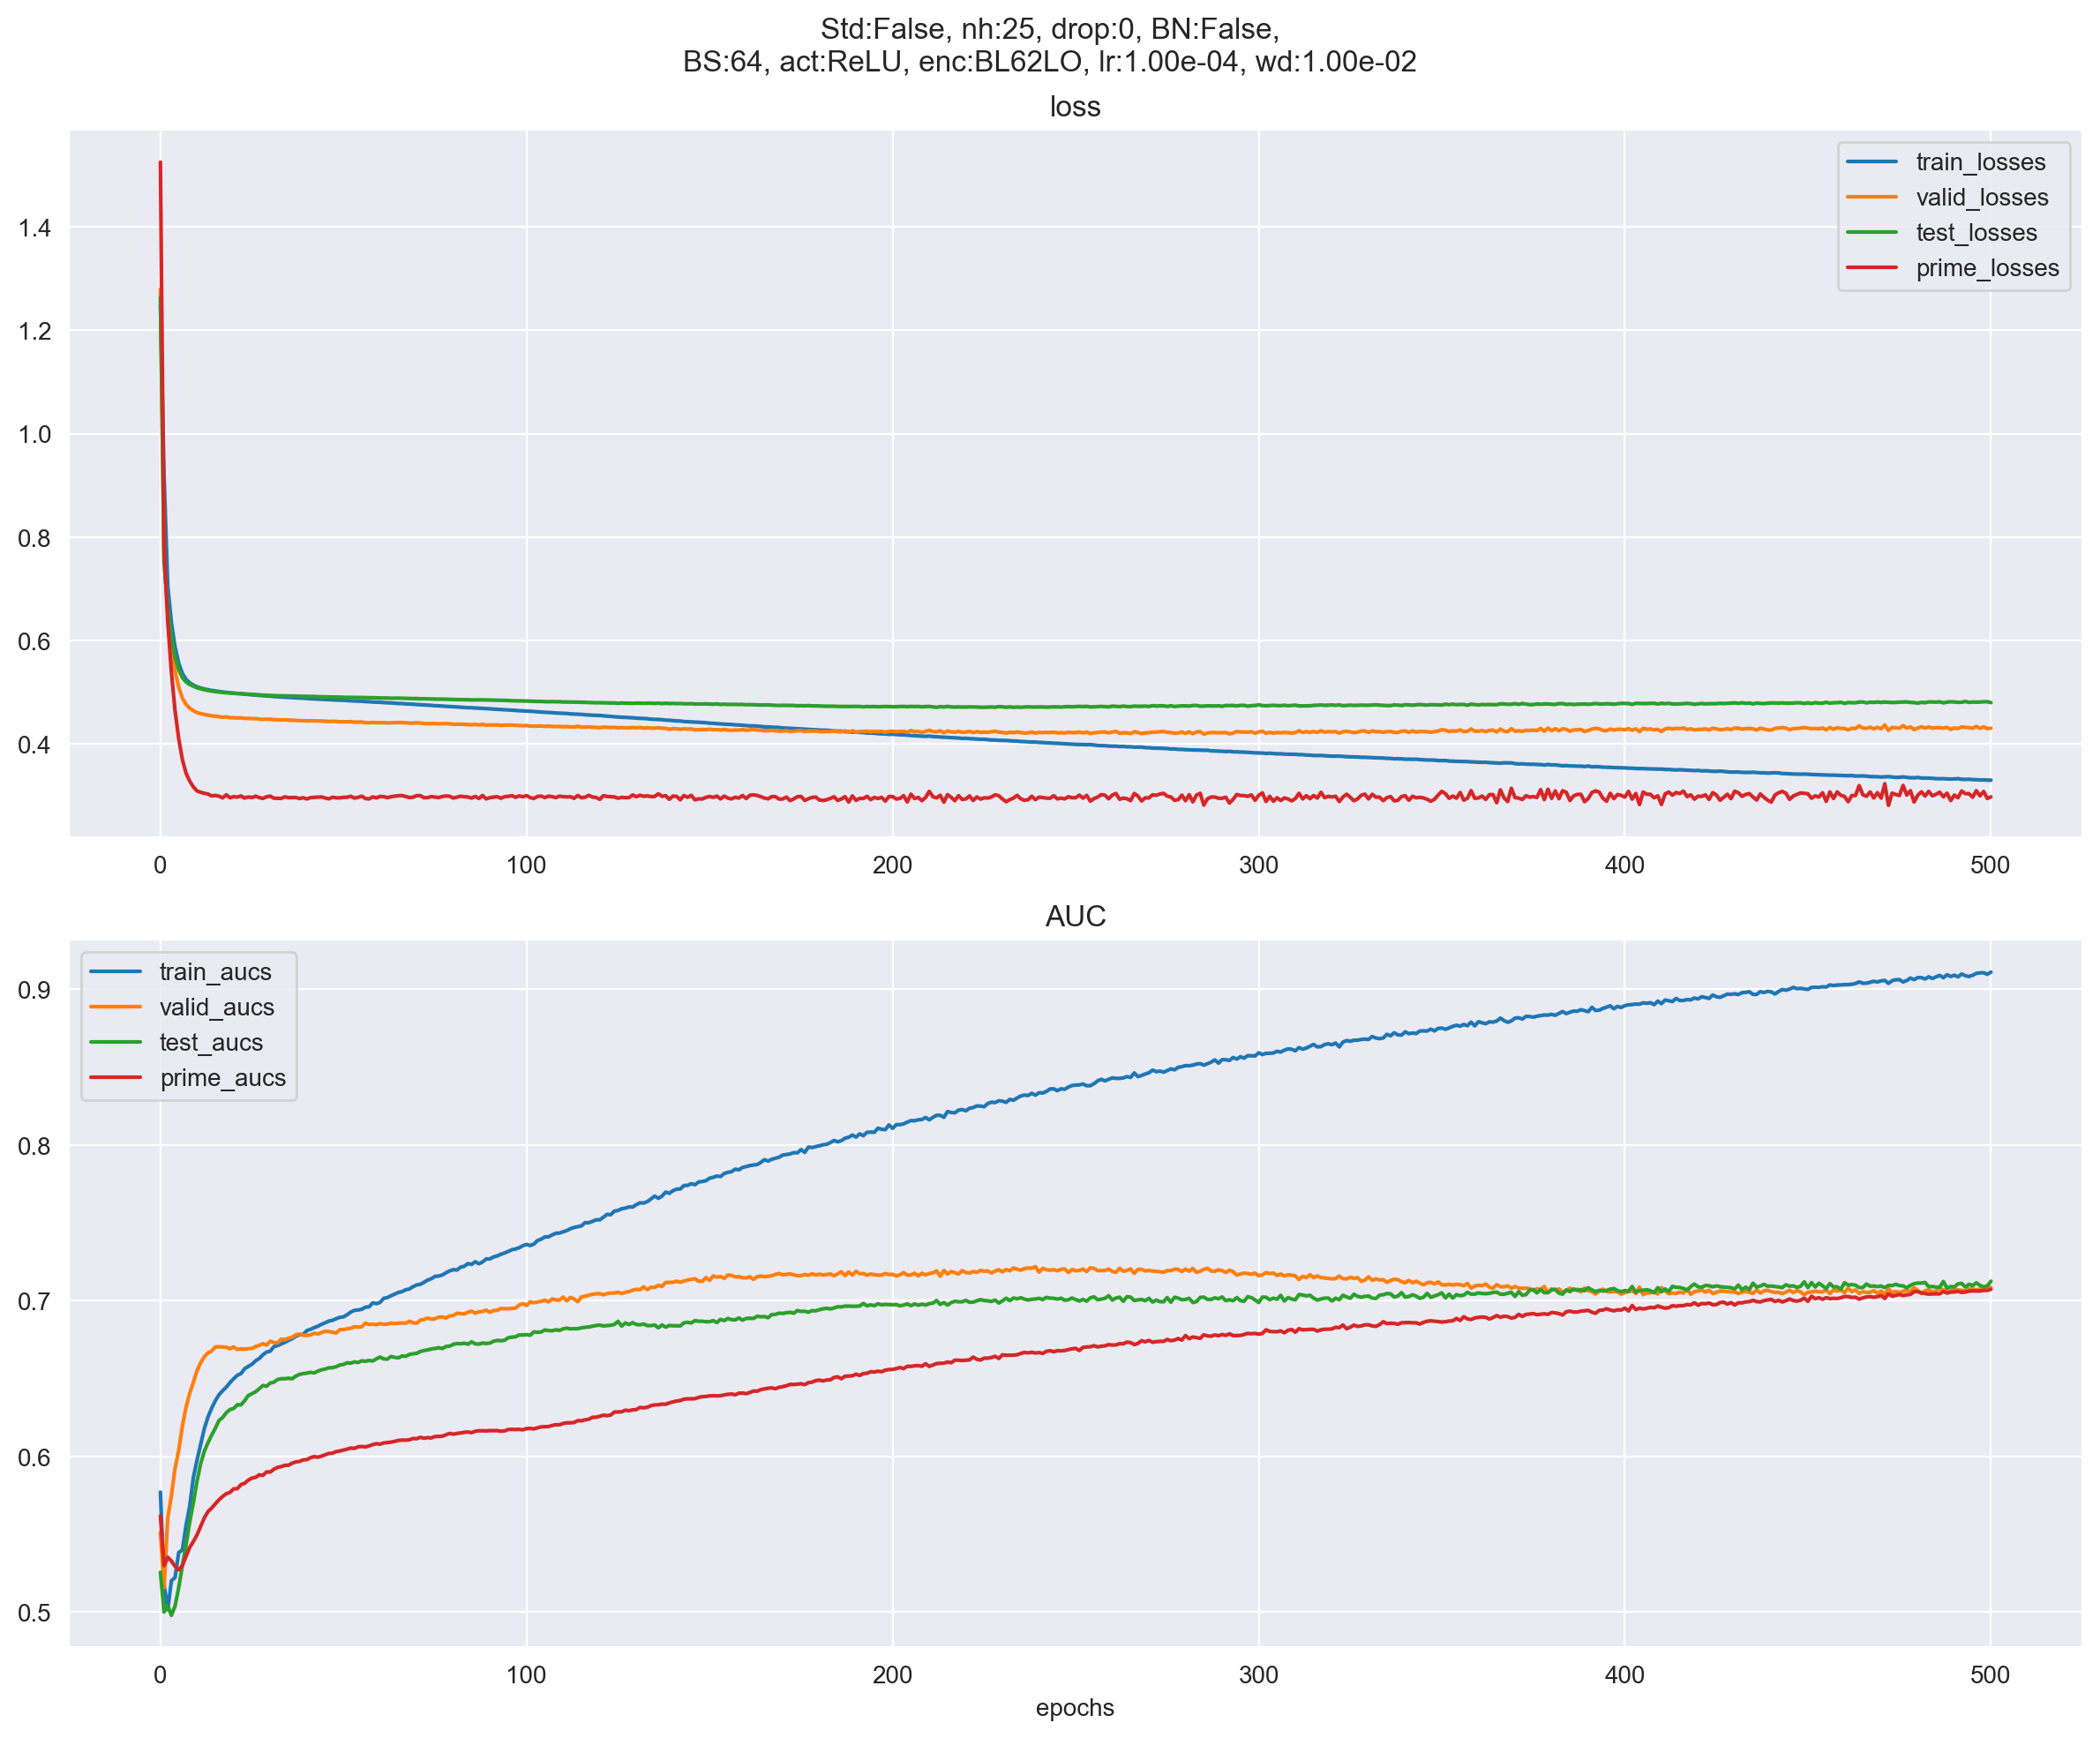 Std:False, nh:25, drop:0, BN:False,
BS:64, act:ReLU, enc:BL62LO, lr:1.00e-04, wd:1.00e-02
loss
train_losses
valid_losses
test_losses
prime_losses
1.4
1.2
1.0
0.8
0.6
0.4
0 100 200 300 400 500
AUC
train_aucs
valid_aucs
test_aucs
prime_aucs
0.9
0.8
0.7
0.6
0.5
0 100 200 300 400 500
epochs